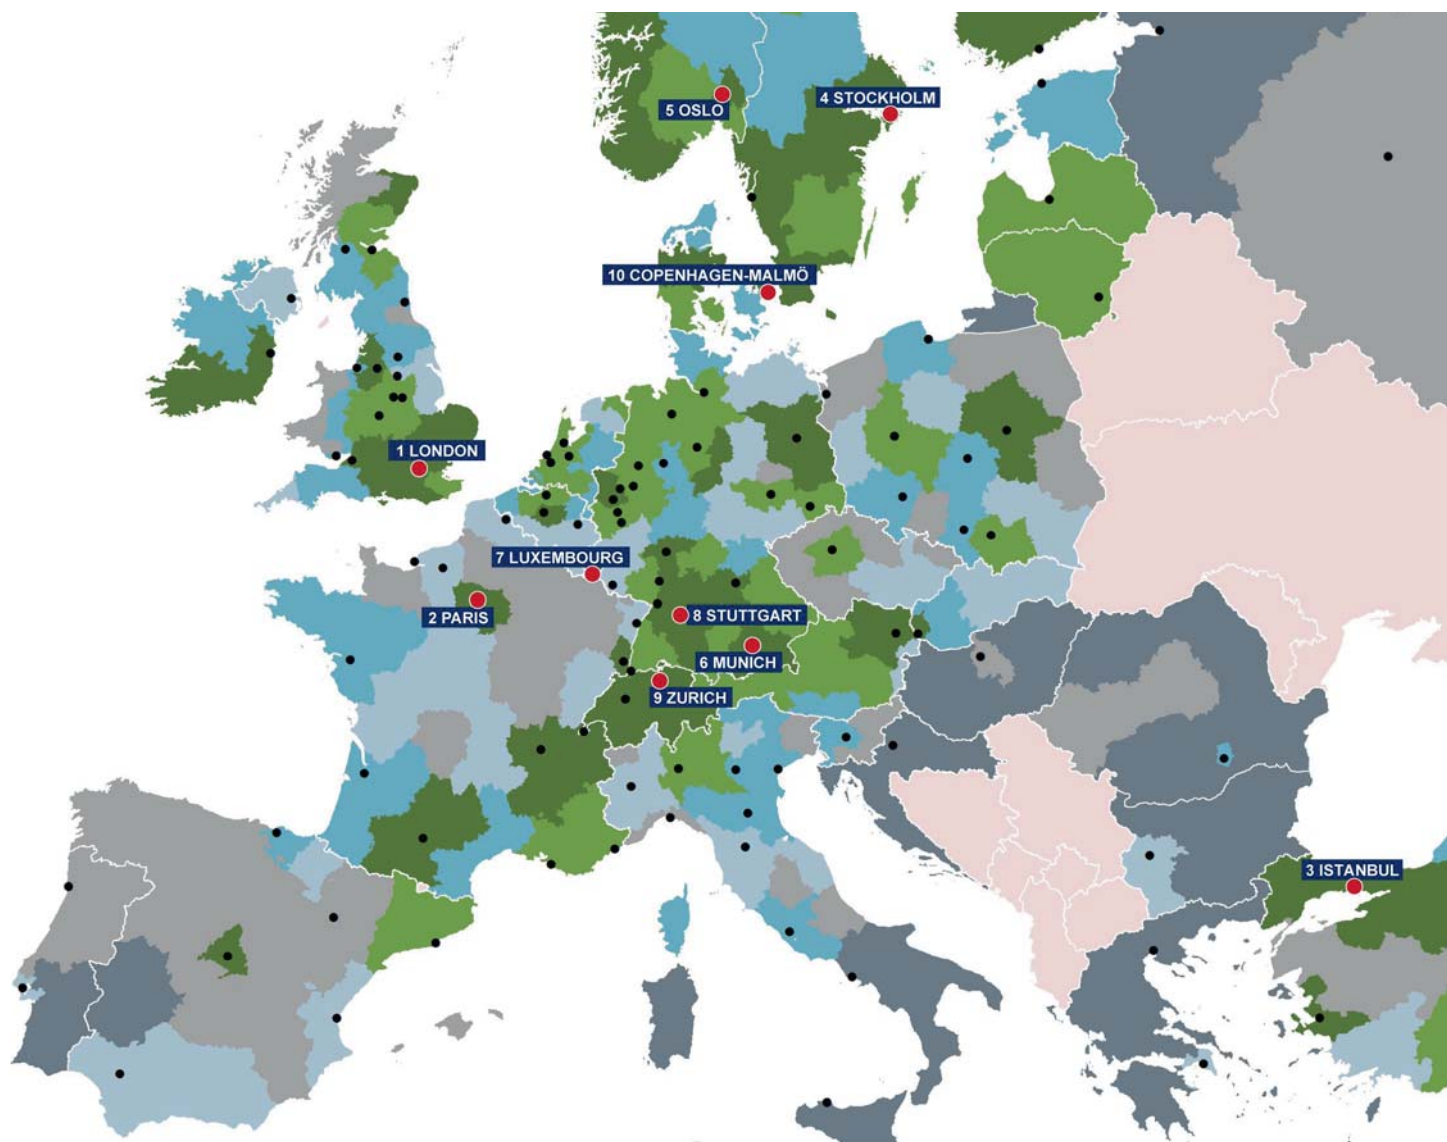 5 OSLO
4 STOCKHOLM
10 COPENHAGEN-MALMÖ
1 LONDON
7 LUXEMBOURG
2 PARIS
8 STUTTGART
6 MUNICH
9 ZURICH
3 ISTANBUL